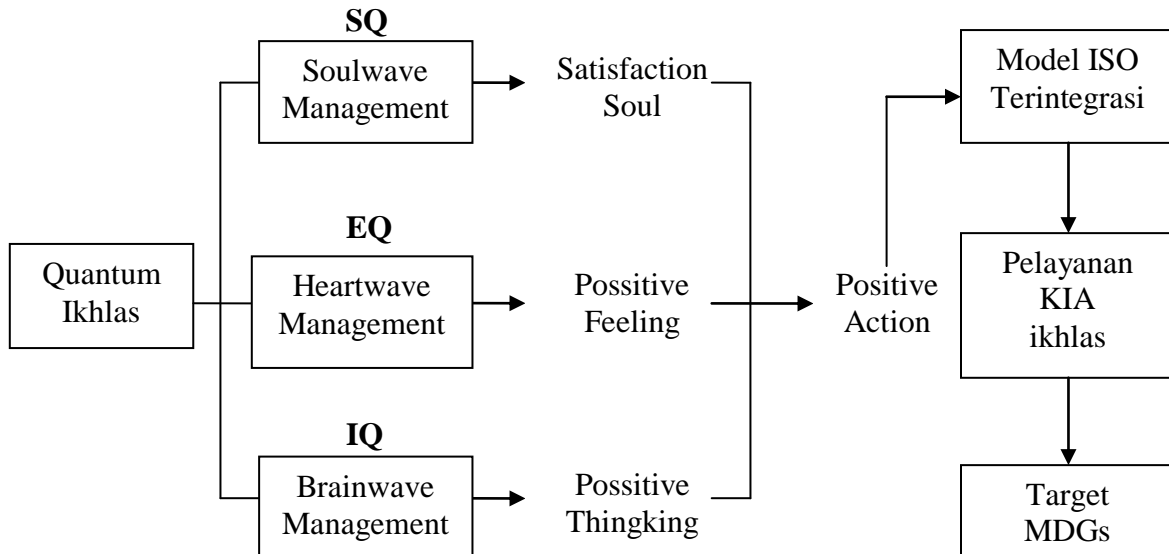 SQ
Soulwave
Management
Satisfaction
Soul
Model ISO
Terintegrasi
Quantum
Ikhlas
EQ
Heartwave
Management
Possitive
Feeling
Positive
Action
Pelayanan
KIA
ikhlas
IQ
Brainwave
Management
Possitive
Thingking
Target
MDGs